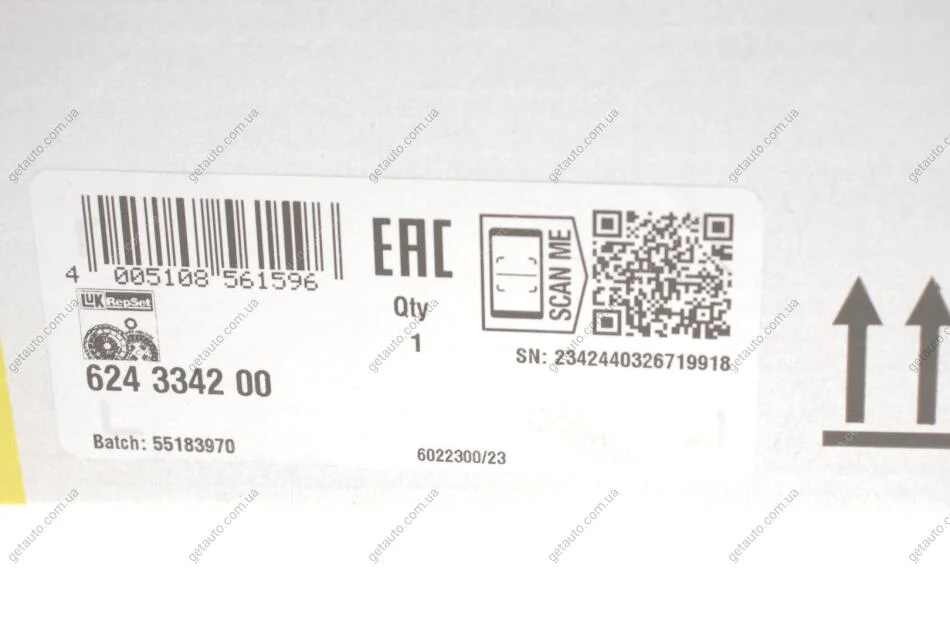 4 005108 561596
EAC
SCAN ME
LuK RepSet
Qty
1
SN: 2342440326719918
624 3342 00
Batch: 55183970
6022300/23
getauto.com.ua